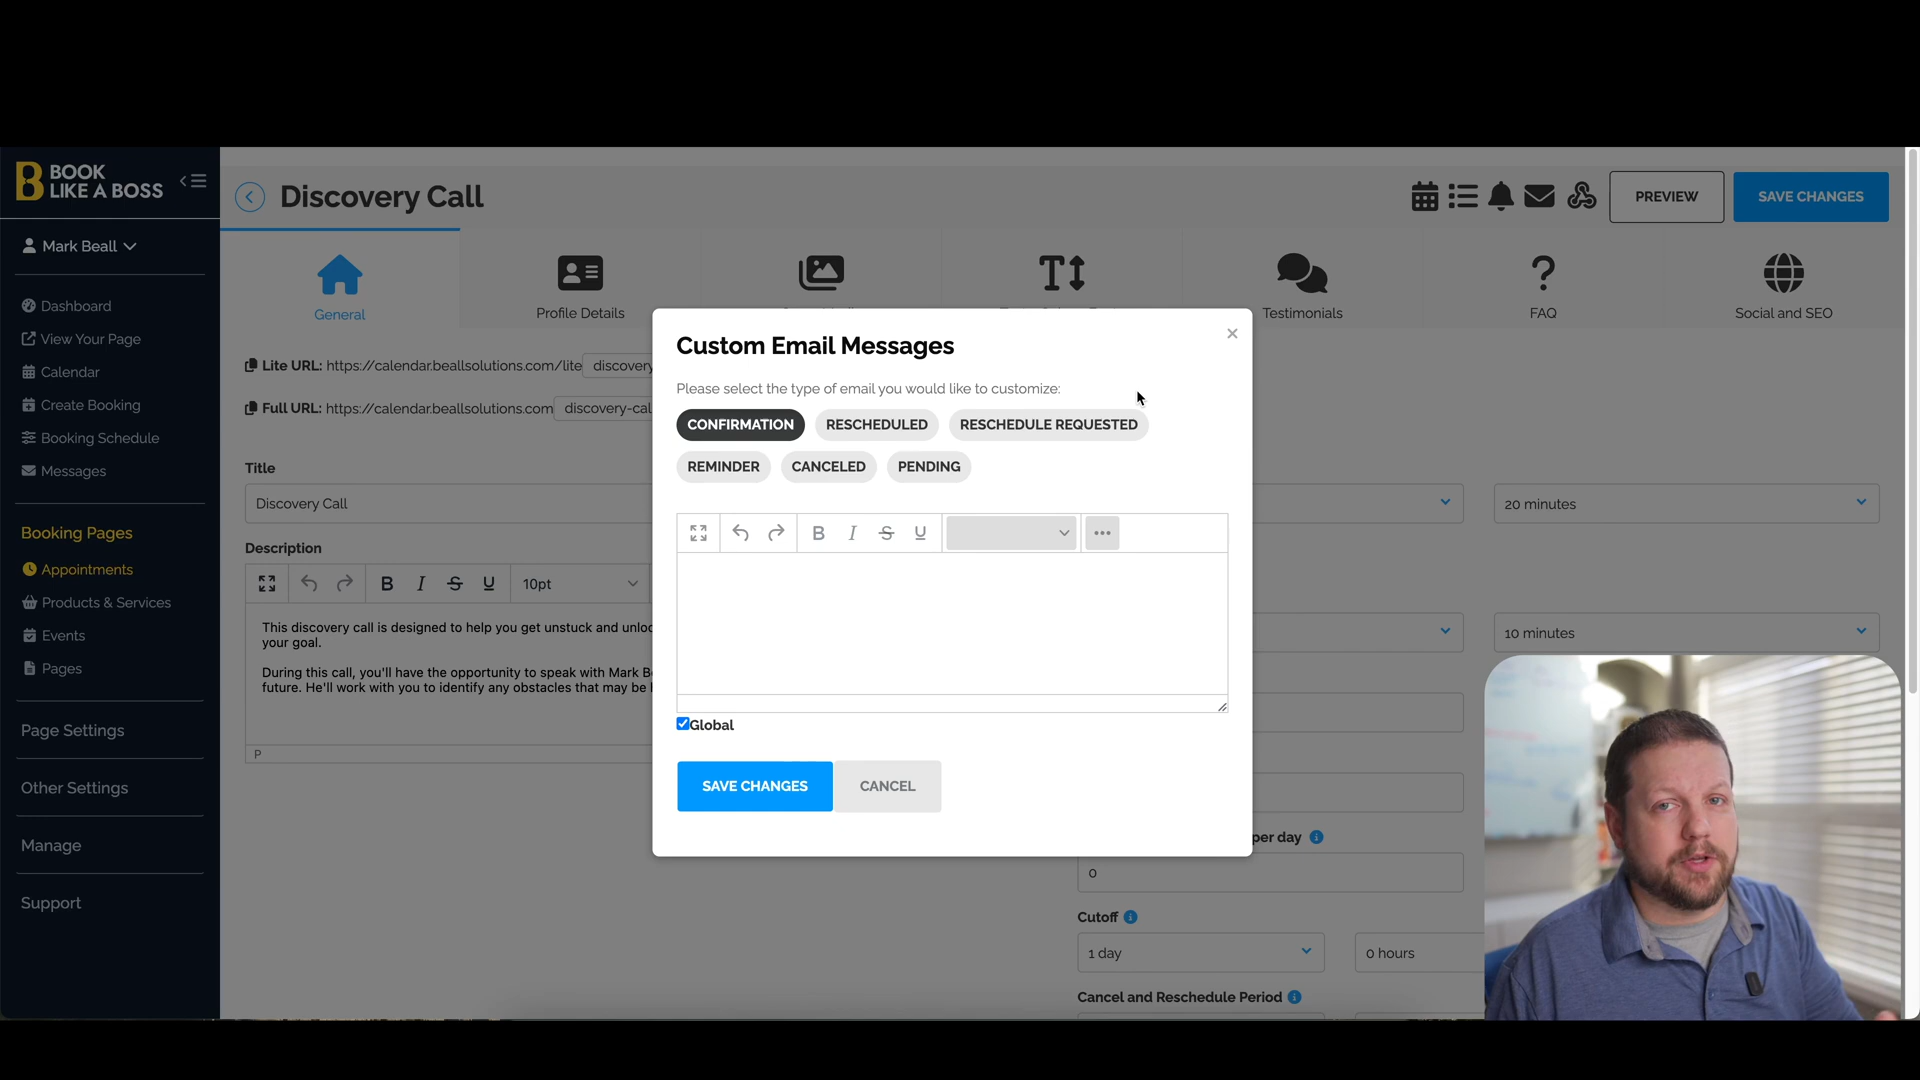 BOOK
LIKE A BOSS
Discovery Call
PREVIEW
SAVE CHANGES
Mark Beall
Dashboard
View Your Page
Calendar
Create Booking
Booking Schedule
Messages
Booking Pages
Appointments
Products & Services
Events
Pages
Page Settings
Other Settings
Manage
Support
General
Profile Details
Testimonials
FAQ
Social and SEO
Lite URL: https://calendar.beallsolutions.com/lite discovery
Full URL: https://calendar.beallsolutions.com discovery-cal
Title
Discovery Call
20 minutes
Description
10pt
This discovery call is designed to help you get unstuck and unloc
your goal.
During this call, you'll have the opportunity to speak with Mark B
future. He'll work with you to identify any obstacles that may be
P
10 minutes
Custom Email Messages
Please select the type of email you would like to customize:
CONFIRMATION RESCHEDULED RESCHEDULE REQUESTED
REMINDER CANCELED PENDING
B I S U
Global
SAVE CHANGES CANCEL
per day
0
Cutoff
1 day 0 hours
Cancel and Reschedule Period